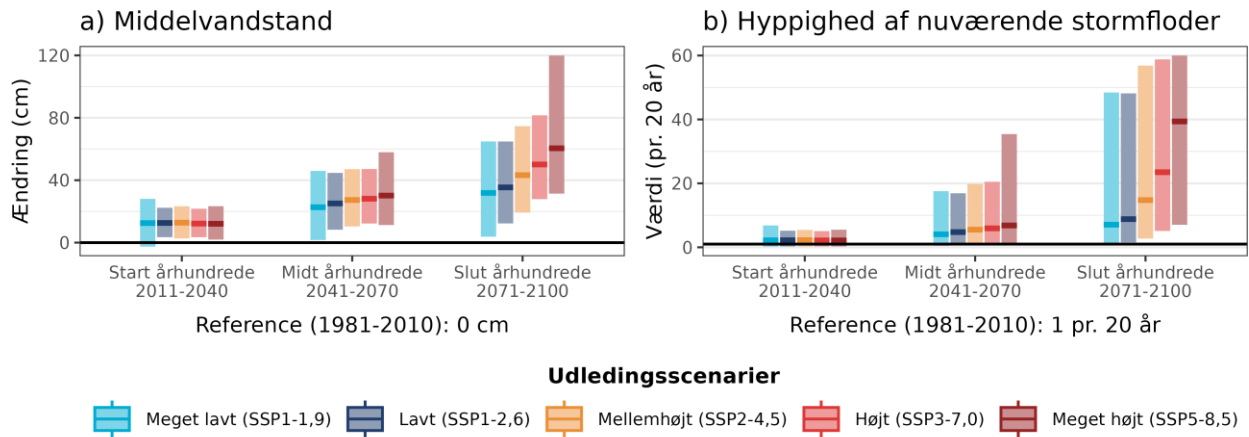 a) Middelvandstand
Ændring (cm)
120
80
40
0
Start århundrede
2011-2040
Midt århundrede
2041-2070
Slut århundrede
2071-2100
Reference (1981-2010): 0 cm
b) Hyppighed af nuværende stormfloder
Værdi (pr. 20 år)
60
40
20
0
Start århundrede
2011-2040
Midt århundrede
2041-2070
Slut århundrede
2071-2100
Reference (1981-2010): 1 pr. 20 år
Udledingsscenarier
Meget lavt (SSP1-1,9)
Lavt (SSP1-2,6)
Mellemhøjt (SSP2-4,5)
Højt (SSP3-7,0)
Meget højt (SSP5-8,5)